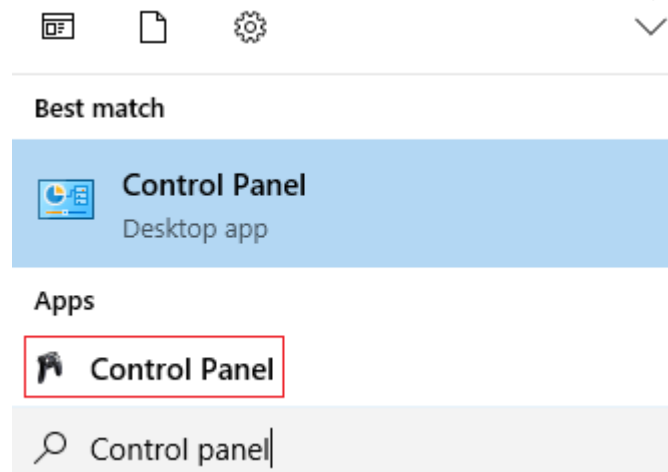 Best match
Control Panel
Desktop app
Apps
Control Panel
Control panel